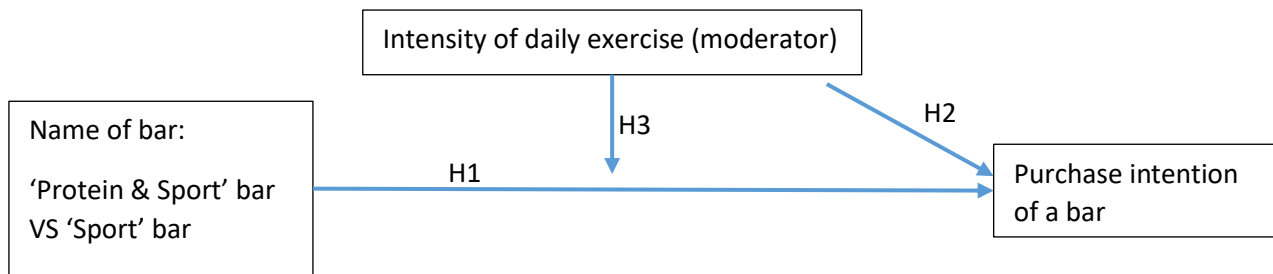 Intensity of daily exercise (moderator)
H3
H2
Name of bar:
‘Protein & Sport’ bar
VS ‘Sport’ bar
H1
Purchase intention
of a bar